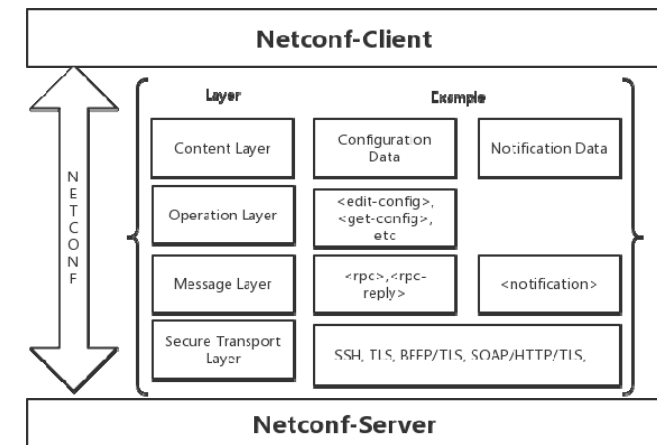 Netconf-Client
Layer
Example
Content Layer
Configuration
Data
Notification Data
NETCONF
Operation Layer
<edit-config>,
<get-config>,
etc
Message Layer
<rpc>,<rpc-
reply>
<notification>
Secure Transport
Layer
SSH, TLS, BEEP/TLS, SOAP/HTTP/TLS,
Netconf-Server